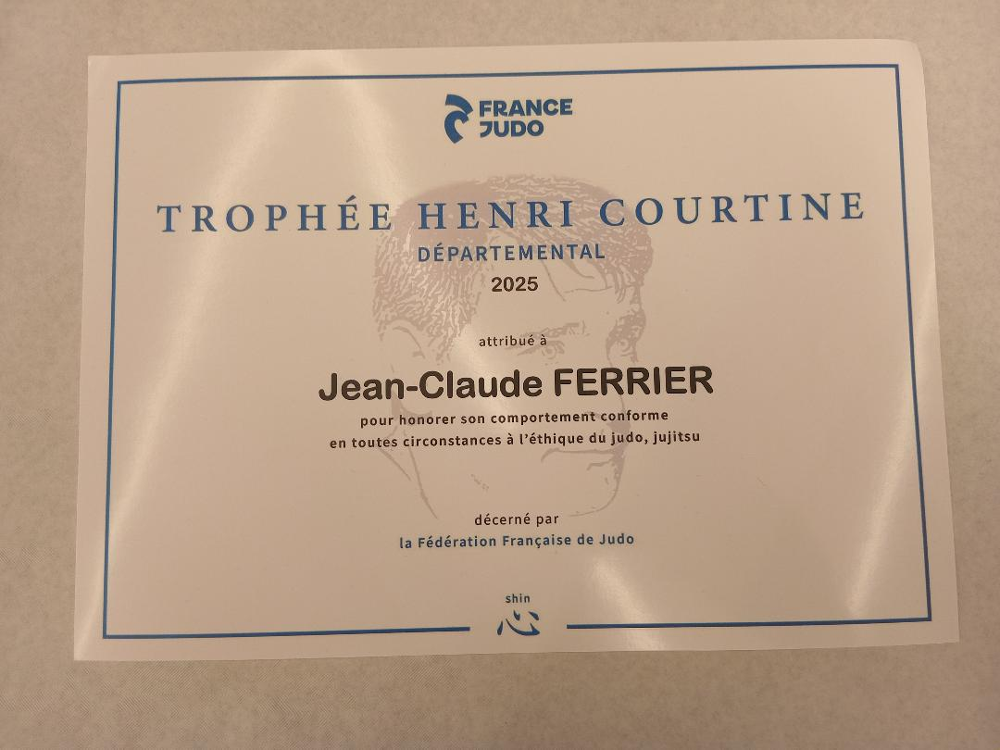 FRANCE
JUDO
TROPHÉE HENRI COURTINE
DÉPARTEMENTAL
2025
attribué à
Jean-Claude FERRIER
pour honorer son comportement conforme
en toutes circonstances à l'éthique du judo, jujitsu
décerné par
la Fédération Française de Judo
shin
心